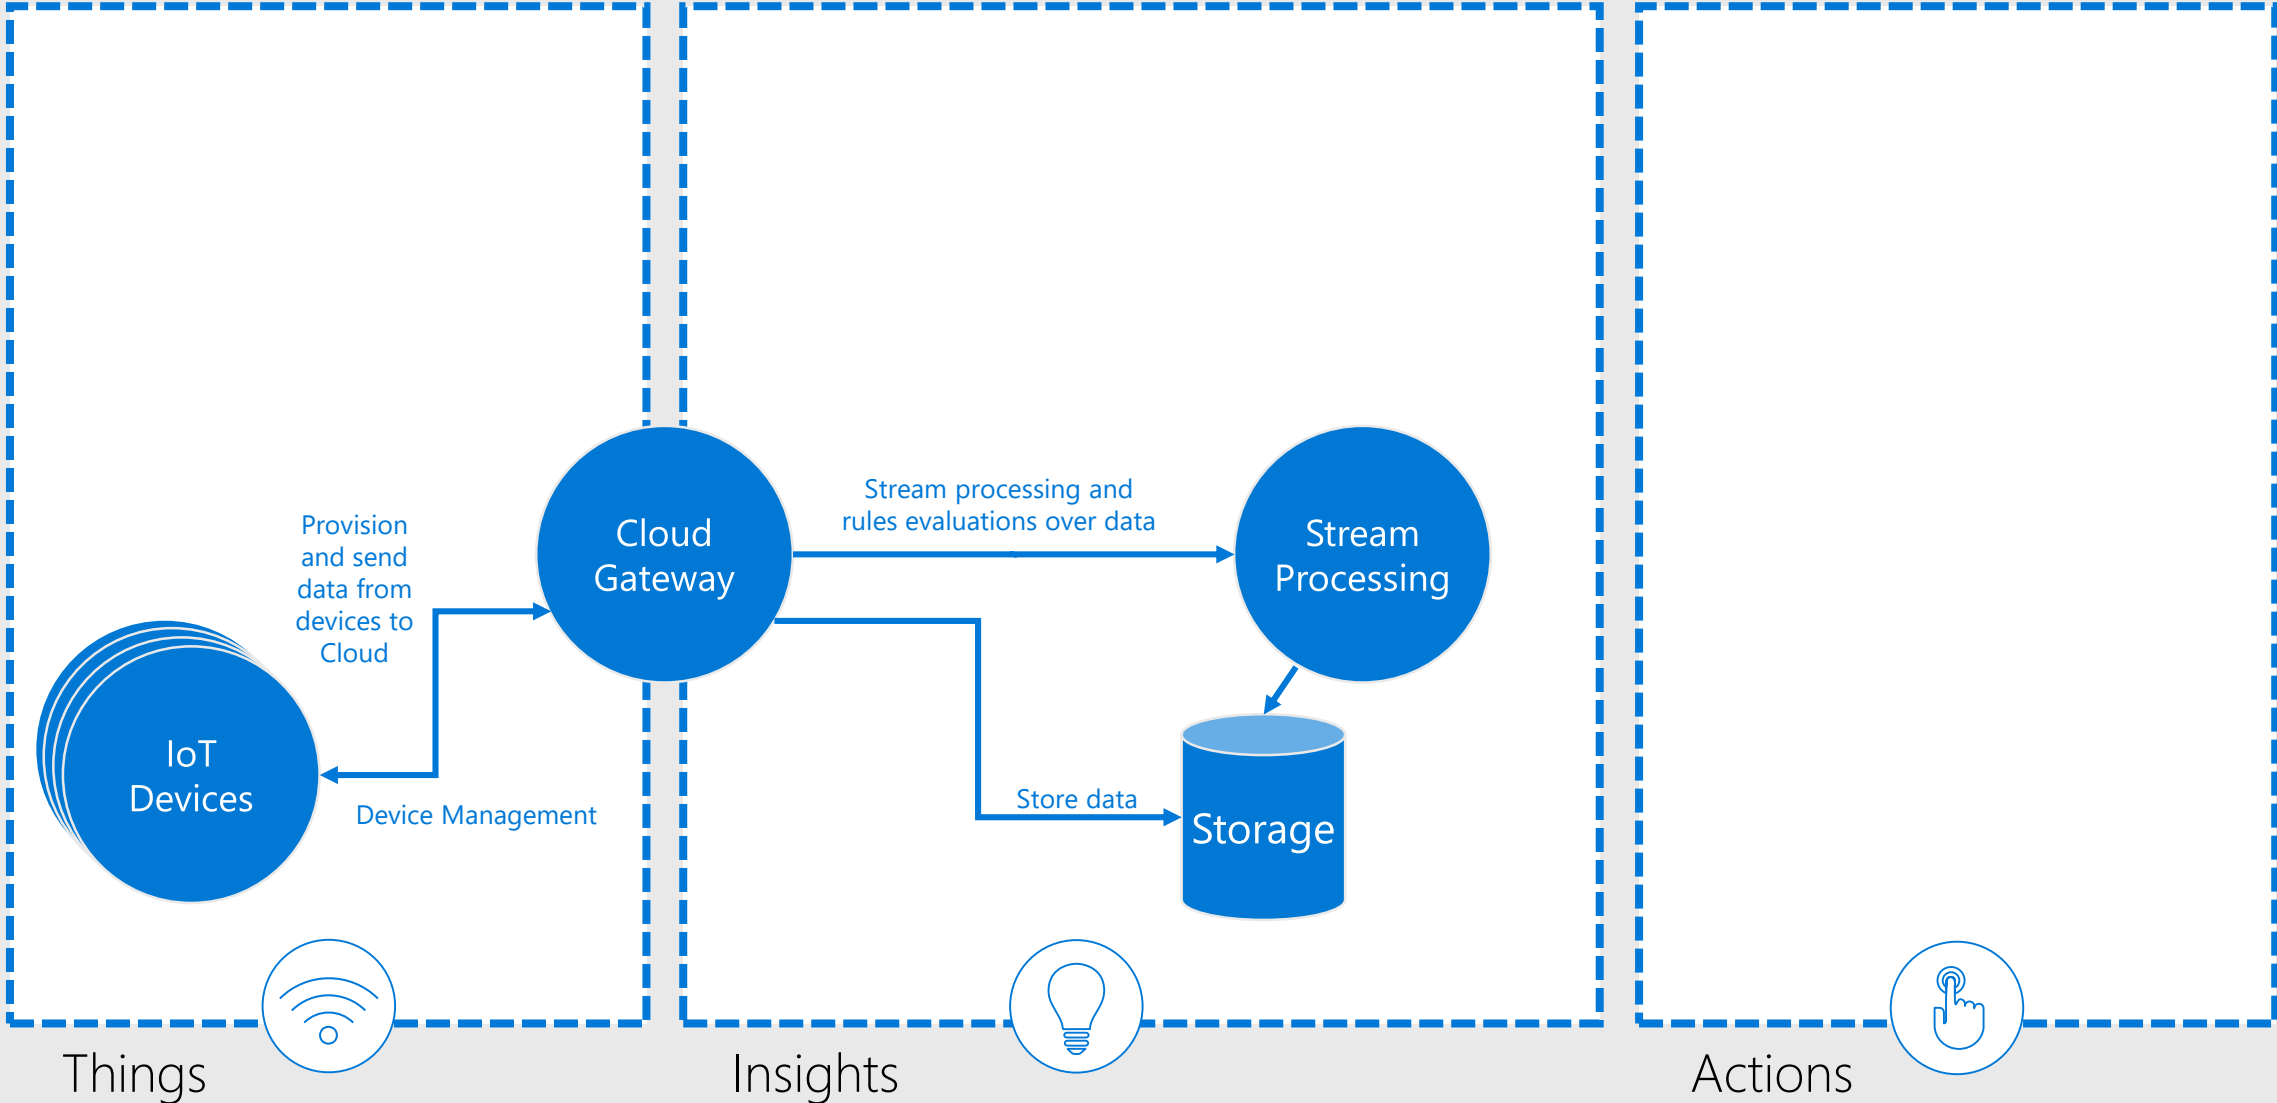 Provision
and send
data from
devices to
Cloud
IoT
Devices
Device Management
Cloud
Gateway
Stream processing and
rules evaluations over data
Stream
Processing
Store data
Storage
Things
Insights
Actions